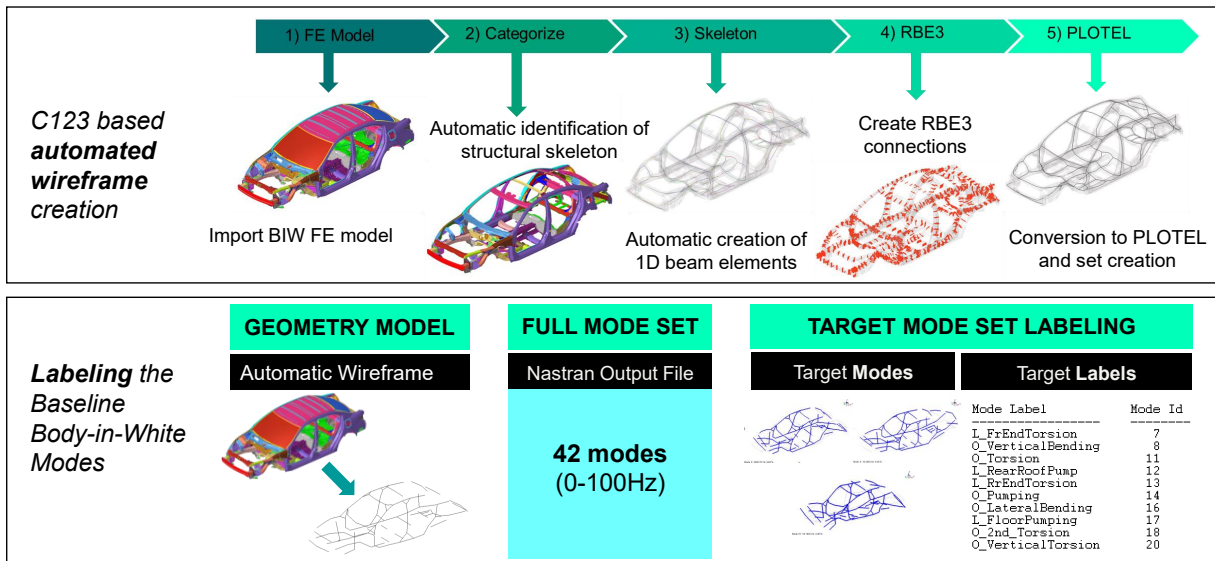 1) FE Model
2) Categorize
3) Skeleton
4) RBE3
5) PLOTEL
C123 based
automated
wireframe
creation
Import BIW FE model
Automatic identification of
structural skeleton
Automatic creation of
1D beam elements
Create RBE3
connections
Conversion to PLOTEL
and set creation
Labeling the
Baseline
Body-in-White
Modes
GEOMETRY MODEL
Automatic Wireframe
FULL MODE SET
Nastran Output File
42 modes
(0-100Hz)
TARGET MODE SET LABELING
Target Modes
Target Labels
Mode Label Mode Id
------------------ --------
L_FrEndTorsion 7
O_VerticalBending 8
O_Torsion 11
L_RearRoofPump 12
L_RrEndTorsion 13
O_Pumping 14
O_LateralBending 16
L_FloorPumping 17
O_2nd_Torsion 18
O_VerticalTorsion 20